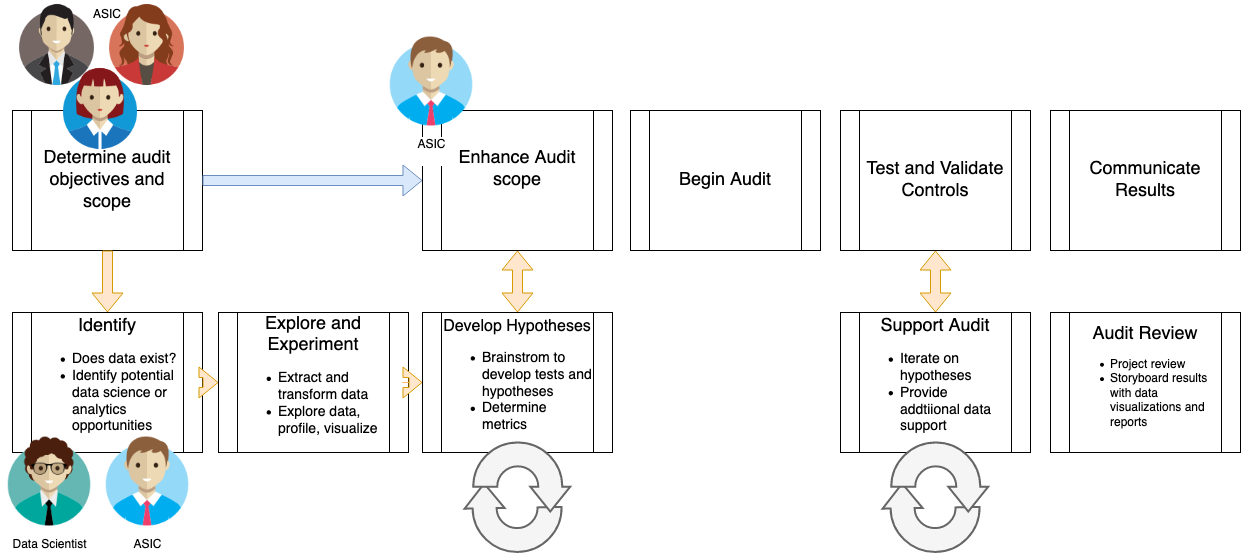 ASIC
Determine audit
objectives and
scope
ASIC
Enhance Audit
scope
Begin Audit
Test and Validate
Controls
Communicate
Results
Identify
• Does data exist?
• Identify potential
data science or
analytics
opportunities
Explore and
Experiment
• Extract and
transform data
• Explore data,
profile, visualize
Develop Hypotheses
• Brainstrom to
develop tests and
hypotheses
• Determine
metrics
Support Audit
• Iterate on
hypotheses
• Provide
addtiional data
support
Audit Review
• Project review
• Storyboard results
with data
visualizations and
reports
Data Scientist
ASIC